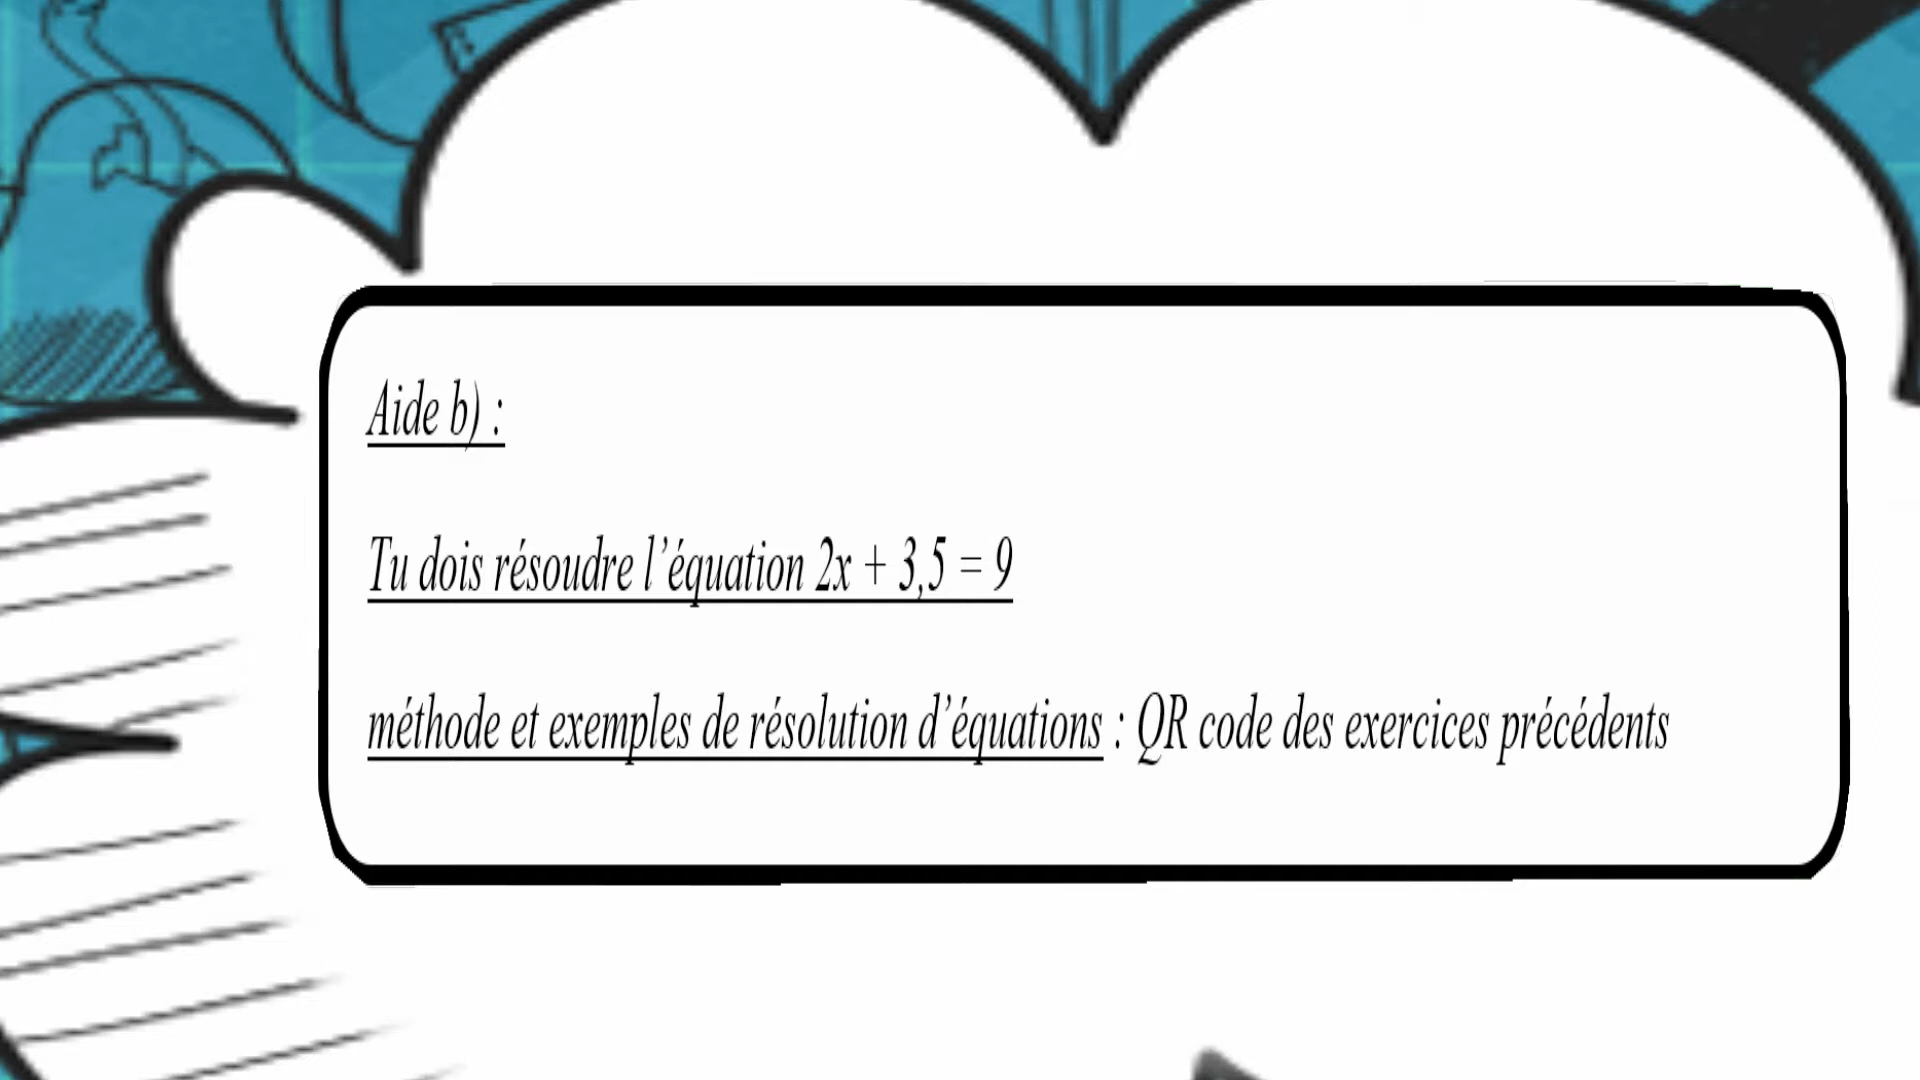 Aide b) :
Tu dois résoudre l’équation 2x + 3,5 = 9
méthode et exemples de résolution d’équations : QR code des exercices précédents